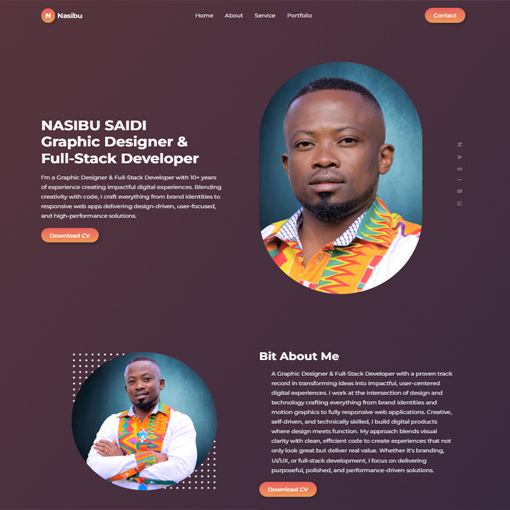 N Nasibu
Home About Service Portfolio
Contact
NASIBU SAIDI
Graphic Designer &
Full-Stack Developer
I'm a Graphic Designer & Full-Stack Developer with 10+ years
of experience creating impactful digital experiences. Blending
creativity with code, I craft everything from brand identities to
responsive web apps delivering design-driven, user-focused,
and high-performance solutions.
Download CV
NASIBU
Bit About Me
A Graphic Designer & Full-Stack Developer with a proven track
record in transforming ideas into impactful, user-centered
digital experiences. I work at the intersection of design and
technology crafting everything from brand identities and
motion graphics to fully responsive web applications. Creative,
self-driven, and technically skilled, I build digital products
where design meets function. My approach blends visual
clarity with clean, efficient code to create experiences that not
only look great but deliver real value. Whether it's branding,
UI/UX, or full-stack development, I focus on delivering
purposeful, polished, and performance-driven solutions.
Download CV